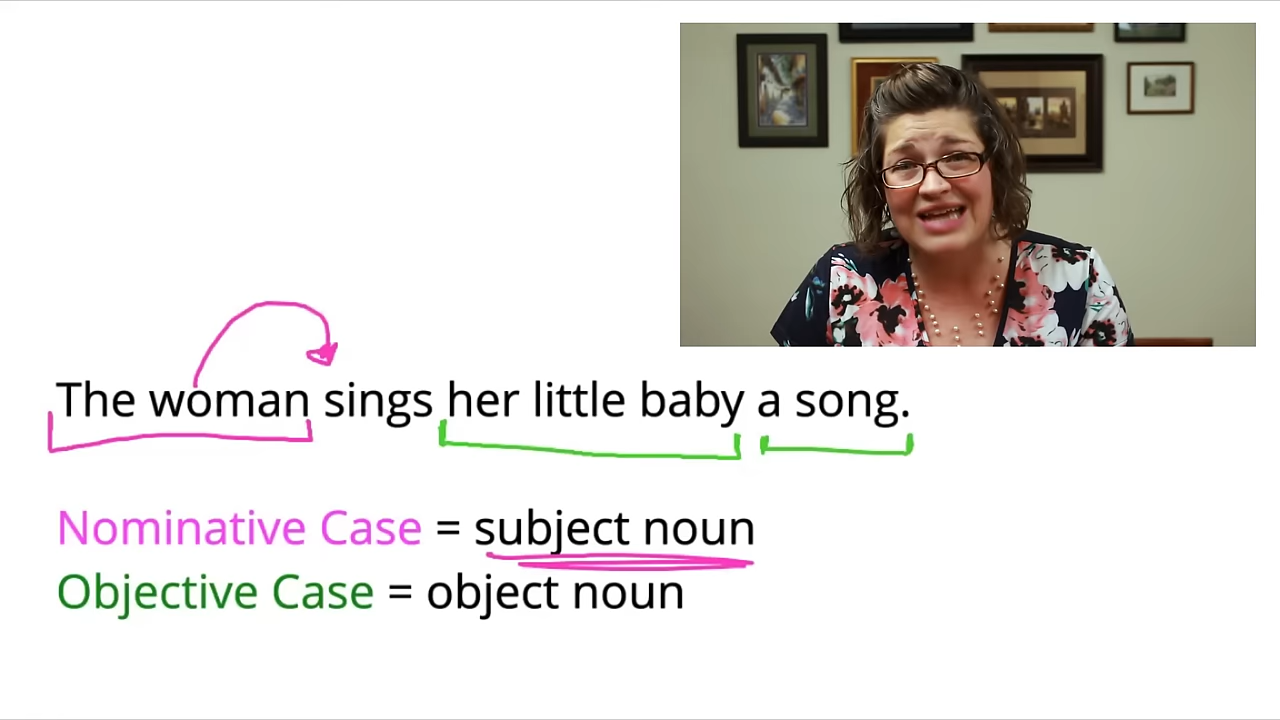 The woman sings her little baby a song.
Nominative Case = subject noun
Objective Case = object noun